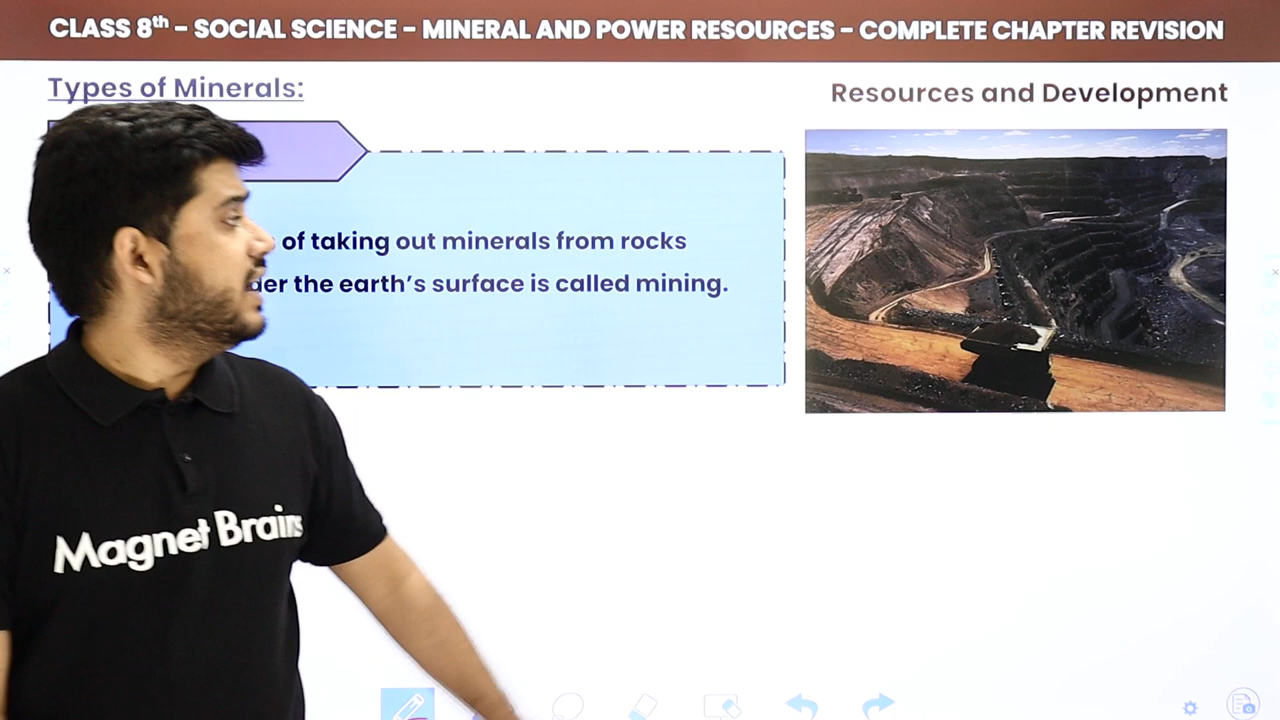 CLASS 8th – SOCIAL SCIENCE – MINERAL AND POWER RESOURCES – COMPLETE CHAPTER REVISION
Types of Minerals:
Resources and Development
of taking out minerals from rocks
the earth's surface is called mining.
Magnet Brains